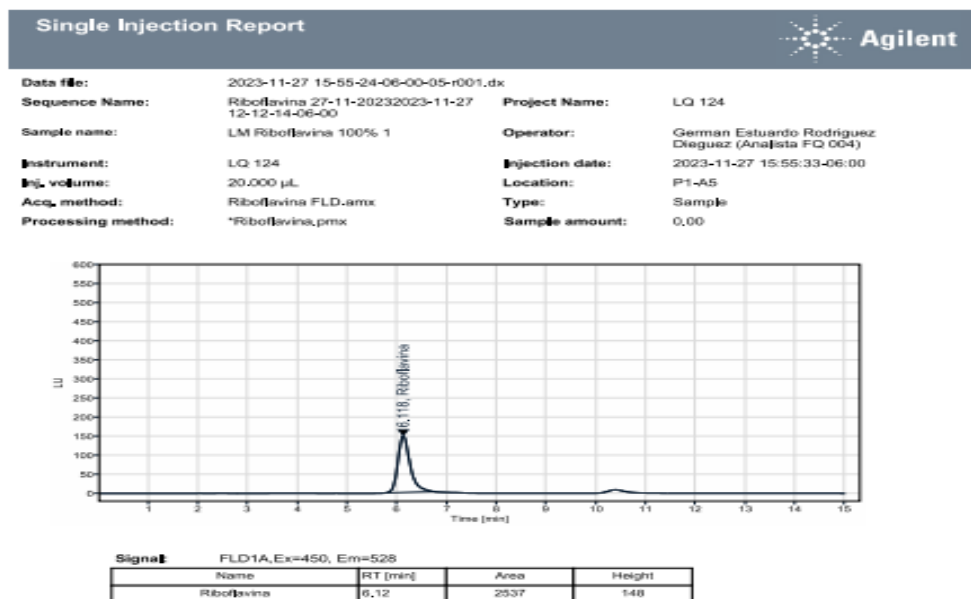 Single Injection Report
Agilent
Data file: 2023-11-27 15-55-24-06-00-05-r001.dx
Sequence Name: Riboflavina 27-11-20232023-11-27 12-12-14-06-00 Project Name: LQ 124
Sample name: LM Riboflavina 100% 1 Operator: German Estuardo Rodriguez Dieguez (Analista FQ 004)
Instrument: LQ 124 Injection date: 2023-11-27 15:55:33-06:00
Inj. volume: 20.000 µL Location: P1-A5
Acq. method: Riboflavina FLD.amx Type: Sample
Processing method: *Riboflavina.pmx Sample amount: 0.00
600
550
500
450
400
350
300
250
200
150
100
50
0
LU
6.118, Riboflavina
1 2 3 4 5 6 7 8 9 10 11 12 13 14 15
Time [min]
Signal: FLD1A,Ex=450, Em=528
Name RT [min] Area Height
Riboflavina 6.12 2537 148